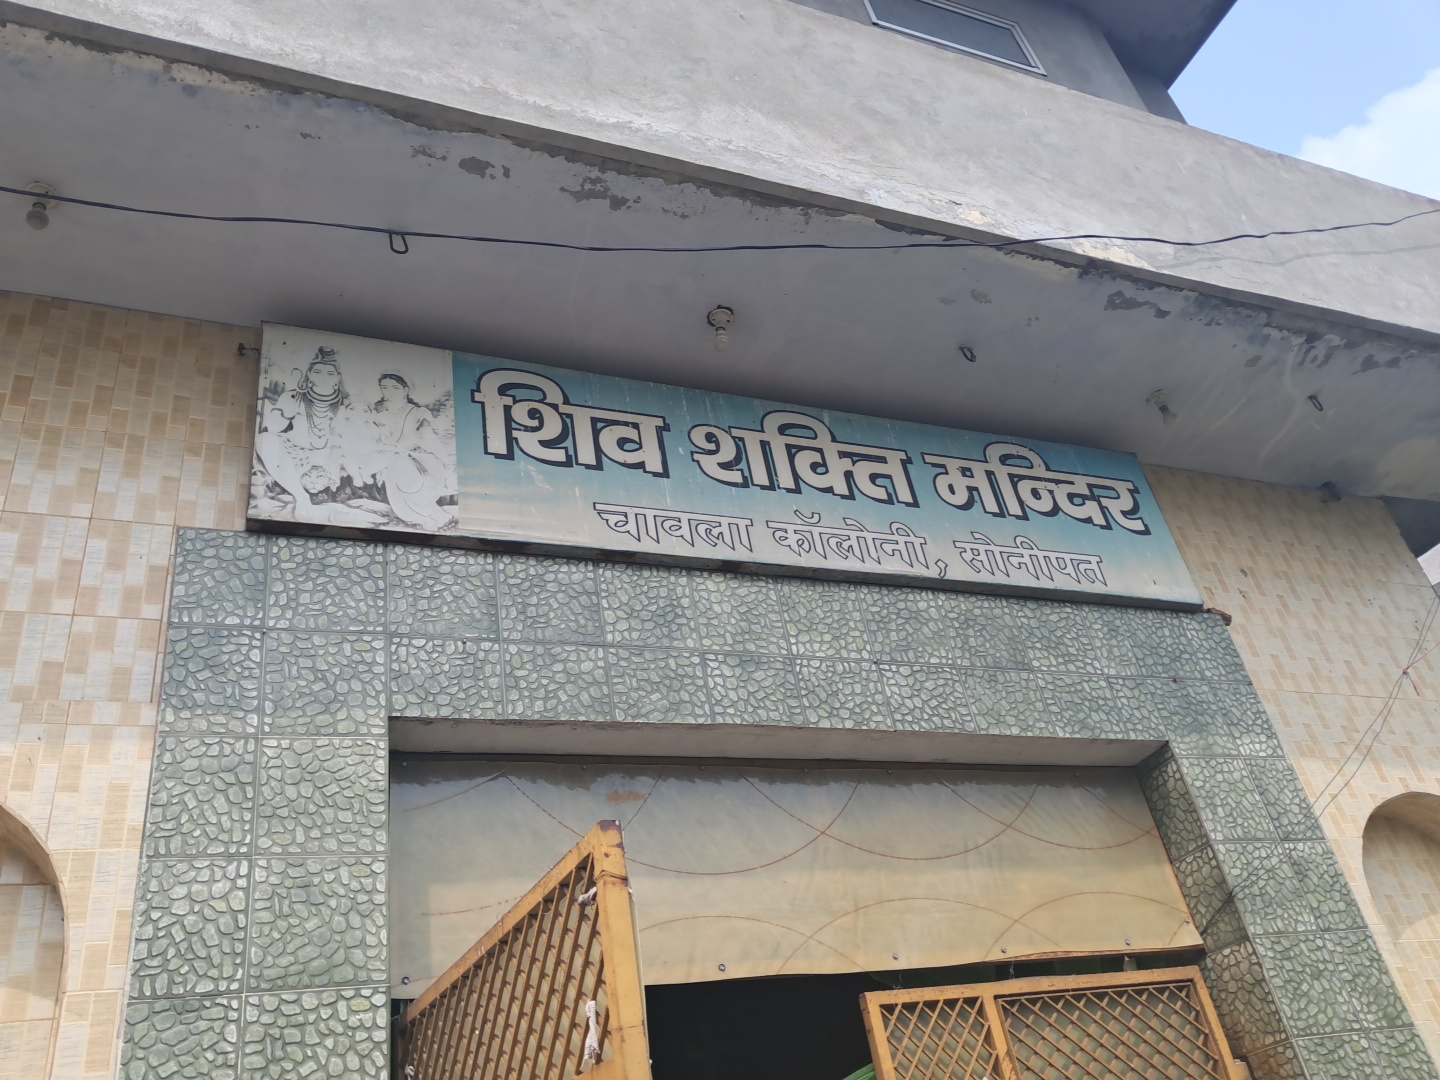 शिव शक्ति मन्दिर
चावला कॉलोनी, सोनीपत